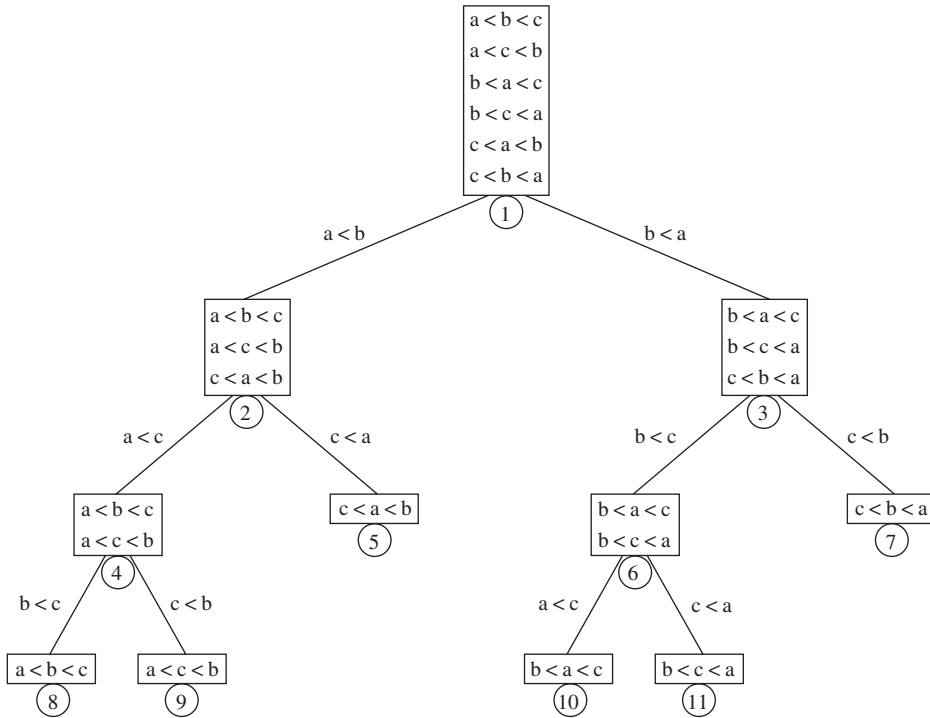 a < b < c
a < c < b
b < a < c
b < c < a
c < a < b
c < b < a
1
a < b
b < a
a < b < c
a < c < b
c < a < b
2
b < a < c
b < c < a
c < b < a
3
a < c
c < a
b < c
c < b
a < b < c
a < c < b
4
c < a < b
5
b < a < c
b < c < a
6
c < b < a
7
b < c
c < b
a < c
c < a
a < b < c
8
a < c < b
9
b < a < c
10
b < c < a
11